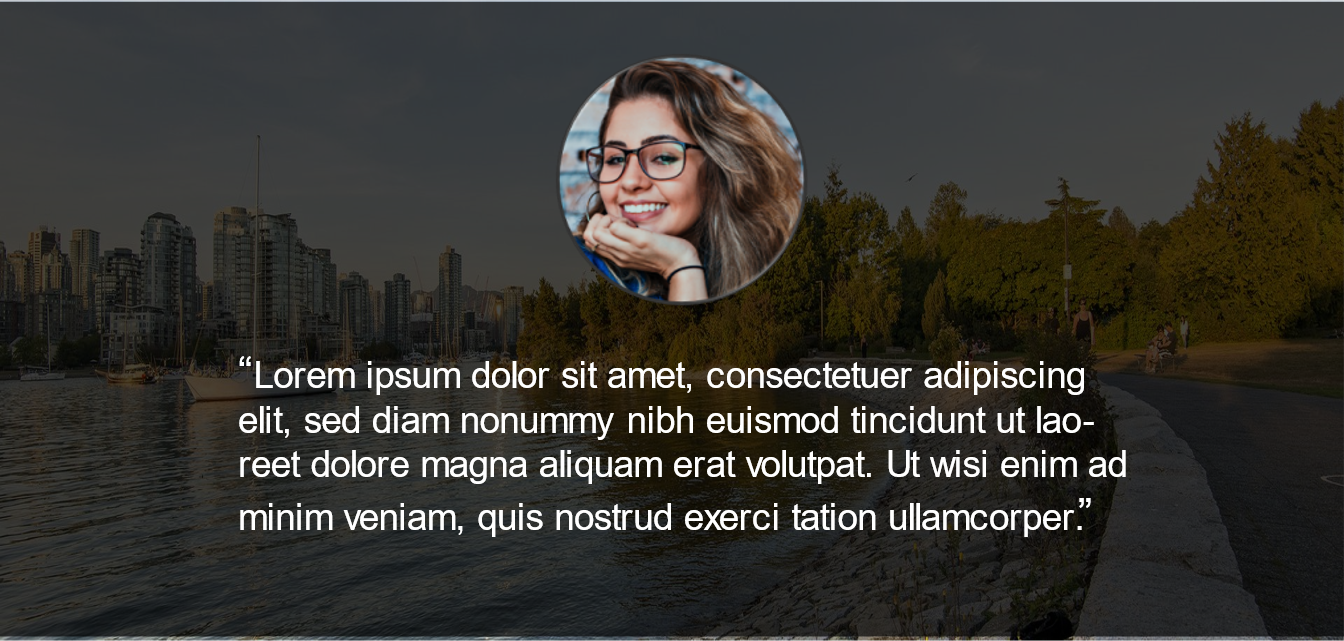 “Lorem ipsum dolor sit amet, consectetuer adipiscing
elit, sed diam nonummy nibh euismod tincidunt ut lao-
reet dolore magna aliquam erat volutpat. Ut wisi enim ad
minim veniam, quis nostrud exerci tation ullamcorper.”